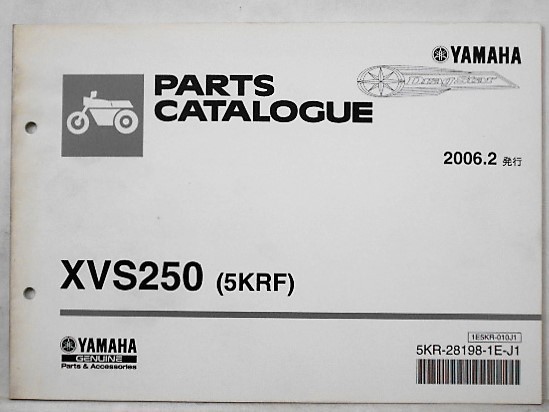 YAMAHA
PARTS
CATALOGUE
DragStar
2006.2 発行
XVS250 (5KRF)
YAMAHA
GENUINE
Parts & Accessories
1E5KR-010J1
5KR-28198-1E-J1